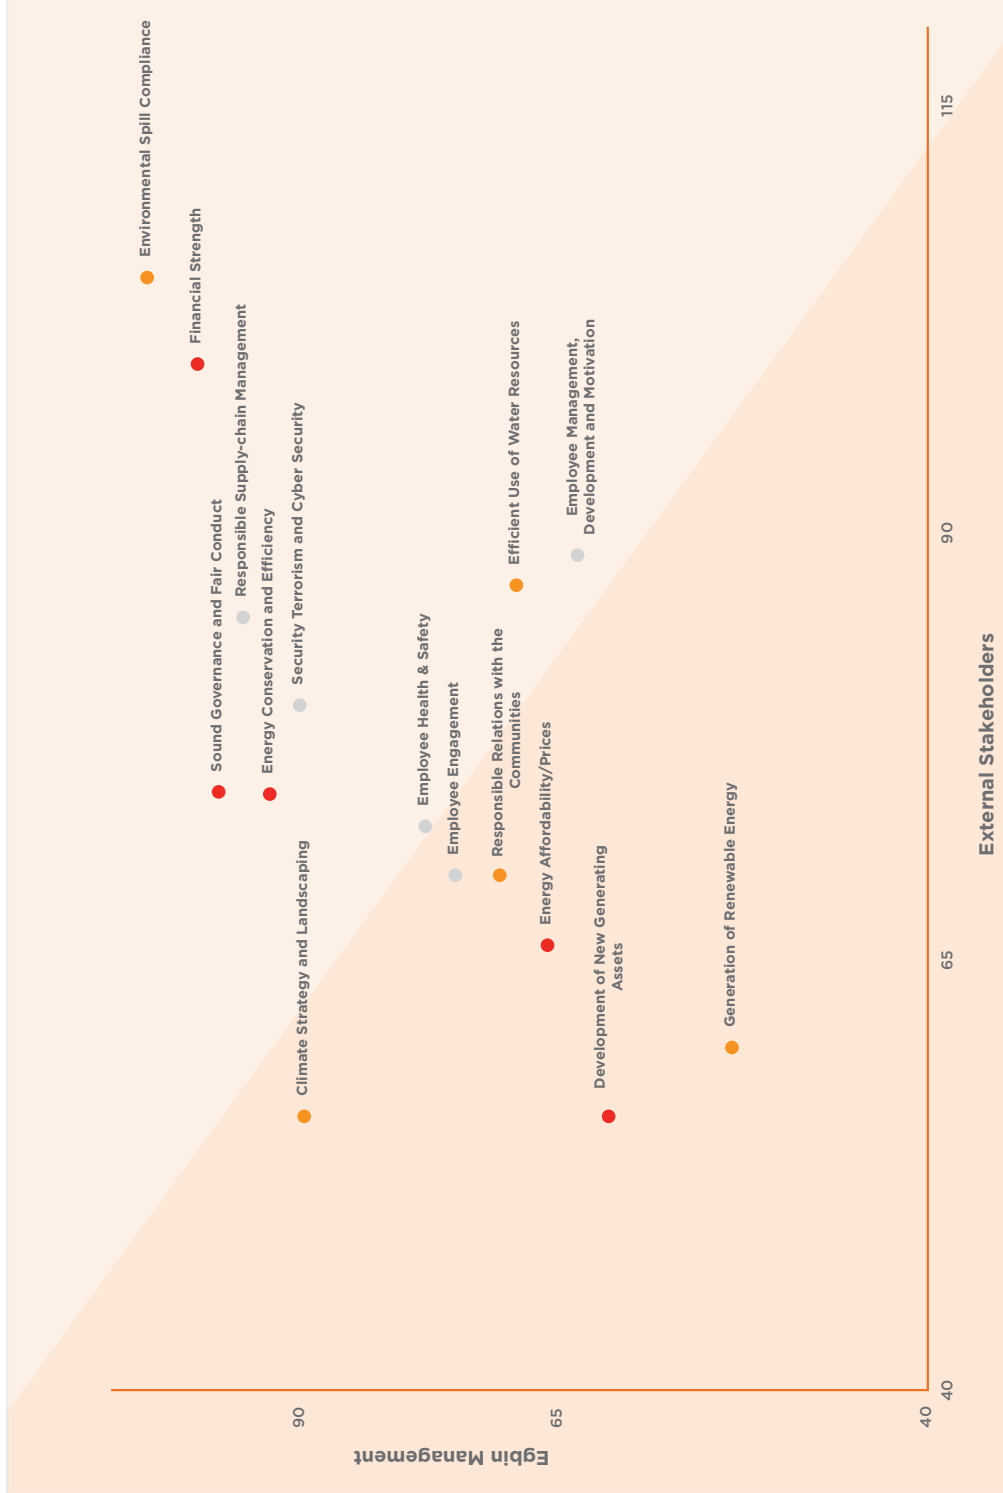 Environmental Spill Compliance
Financial Strength
Sound Governance and Fair Conduct
Responsible Supply-chain Management
Energy Conservation and Efficiency
Security Terrorism and Cyber Security
Climate Strategy and Landscaping
Employee Health & Safety
Employee Engagement
Responsible Relations with the
Communities
Efficient Use of Water Resources
Energy Affordability/Prices
Employee Management,
Development and Motivation
Development of New Generating
Assets
Generation of Renewable Energy
Egbin Management
90
65
40
40
65
90
115
External Stakeholders